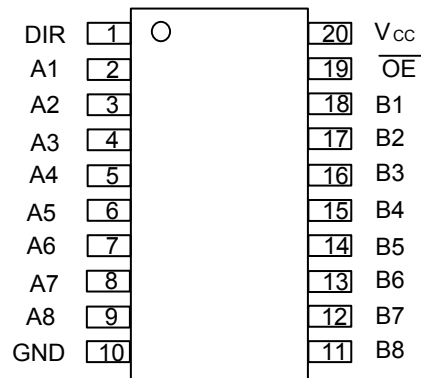 DIR 1 20 VCC
A1 2 19 OE
A2 3 18 B1
A3 4 17 B2
A4 5 16 B3
A5 6 15 B4
A6 7 14 B5
A7 8 13 B6
A8 9 12 B7
GND 10 11 B8